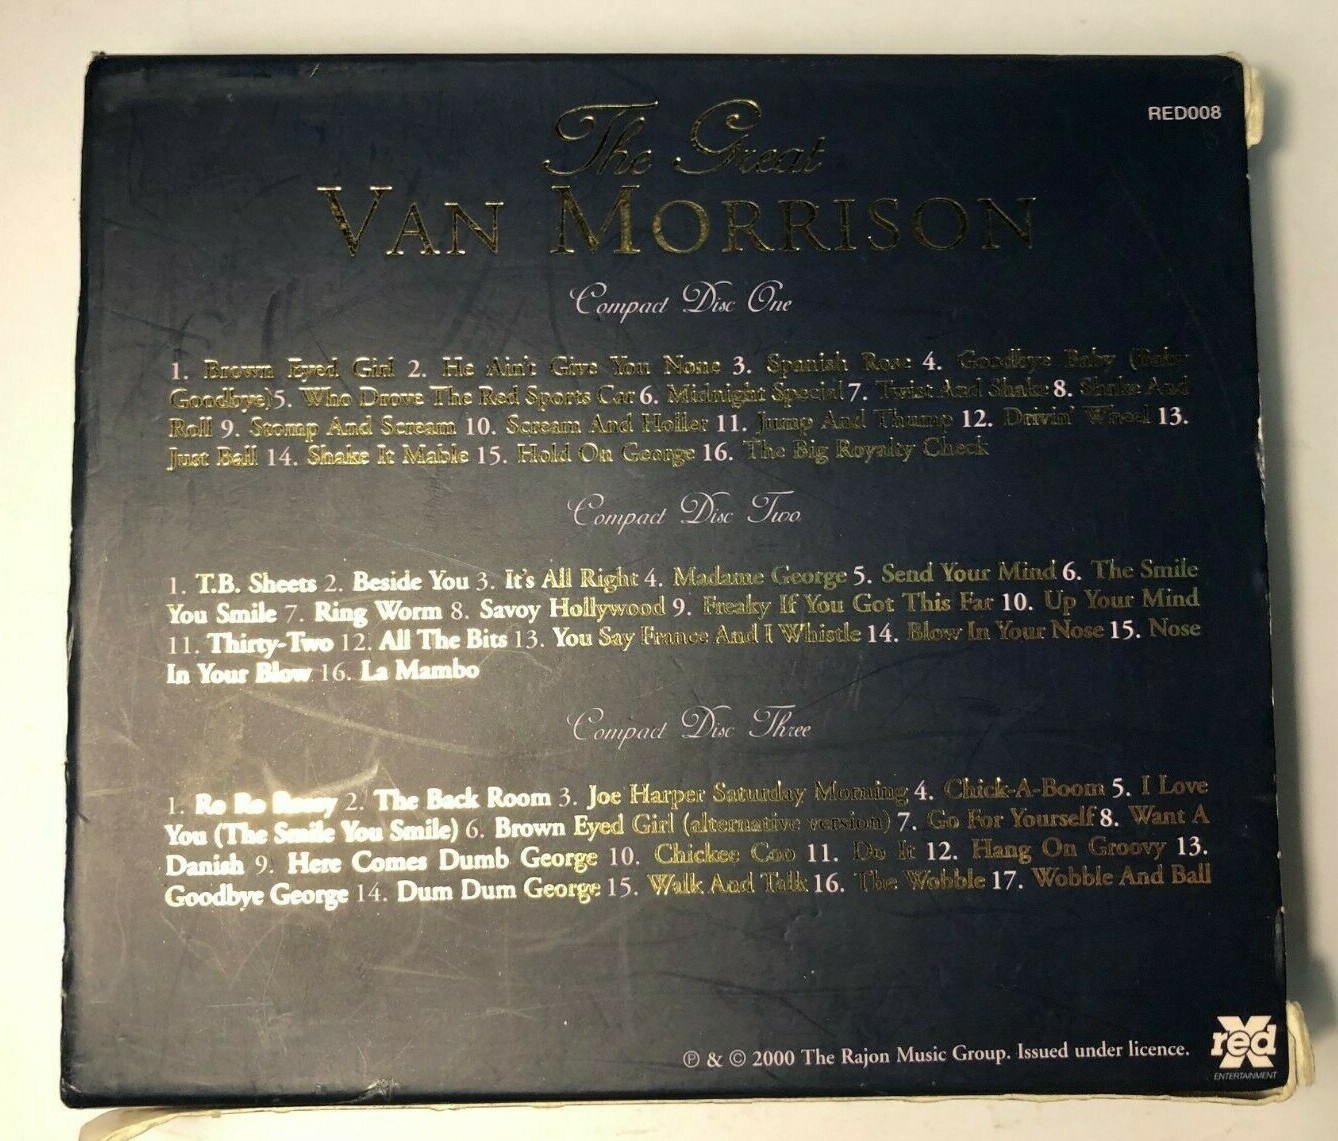 RED008
The Great
VAN MORRISON
Compact Disc One
1. Brown Eyed Girl 2. He Ain't Give You None 3. Spanish Rose 4. Goodbye Baby (Baby
Goodbye) 5. Who Drove The Red Sports Car 6. Midnight Special 7. Twist And Shake 8. Shake And
Roll 9. Stomp And Scream 10. Scream And Holler 11. Jump And Thump 12. Drivin' Wheel 13.
Just Ball 14. Shake It Mable 15. Hold On George 16. The Big Royalty Check
Compact Disc Two
1. T.B. Sheets 2. Beside You 3. It's All Right 4. Madame George 5. Send Your Mind 6. The Smile
You Smile 7. Ring Worm 8. Savoy Hollywood 9. Freaky If You Got This Far 10. Up Your Mind
11. Thirty-Two 12. All The Bits 13. You Say France And I Whistle 14. Blow In Your Nose 15. Nose
In Your Blow 16. La Mambo
Compact Disc Three
1. Ro Ro Rosey 2. The Back Room 3. Joe Harper Saturday Morning 4. Chick-A-Boom 5. I Love
You (The Smile You Smile) 6. Brown Eyed Girl (alternative version) 7. Go For Yourself 8. Want A
Danish 9. Here Comes Dumb George 10. Chickee Coo 11. Do It 12. Hang On Groovy 13.
Goodbye George 14. Dum Dum George 15. Walk And Talk 16. The Wobble 17. Wobble And Ball
℗ & © 2000 The Rajon Music Group. Issued under licence.
red X
ENTERTAINMENT